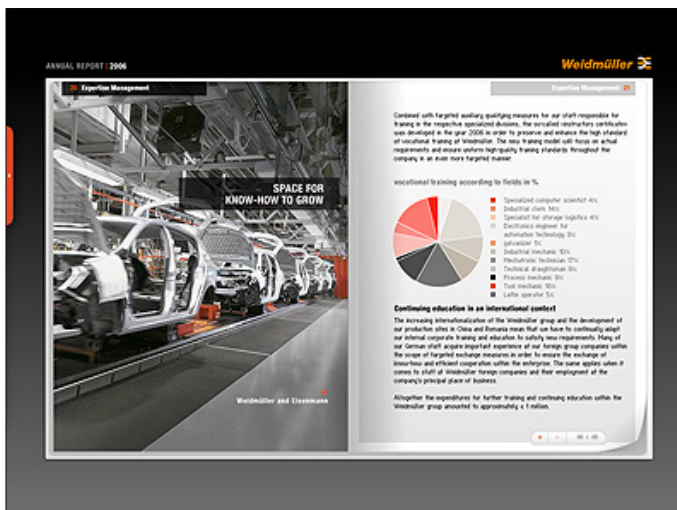 ANNUAL REPORT | 2006
Weidmüller
20 Expertise Management
Expertise Management 21
SPACE FOR
KNOW-HOW TO GROW
Weidmüller and Eisenmann
Combined with targeted auxiliary qualifying measures for our staff responsible for
training in the respective specialized divisions, the so-called «instructors certificate»
was developed in the year 2006 in order to preserve and enhance the high standard
of vocational training at Weidmüller. The new training model will focus on actual
requirements and ensure uniform high-quality training standards throughout the
company in an even more targeted manner.
vocational training according to fields in %
Specialized computer scientist 4%
Industrial clerk 14%
Specialist for storage logistics 4%
Electronics engineer for
automation technology
galvanizer 1%
Industrial mechanic 10%
Mechatronic technician 17%
Technical draughtsman
Process mechanic
Tool mechanic
Lathe operator
Continuing education in an international context
The increasing internationalization of the Weidmüller group and the development of
our production sites in China and Romania mean that we have to continually adapt
our internal corporate training and education to satisfy new requirements. Many of
our German staff acquire important experience at our foreign group companies within
the scope of targeted exchange measures in order to ensure the exchange of
knowhow and efficient cooperation within the enterprise. The same applies when it
comes to staff of Weidmüller foreign companies and their employment at the
company's principal place of business.
Altogether the expenditures for further training and continuing education within the
Weidmüller group amounted to approximately € 1 million.